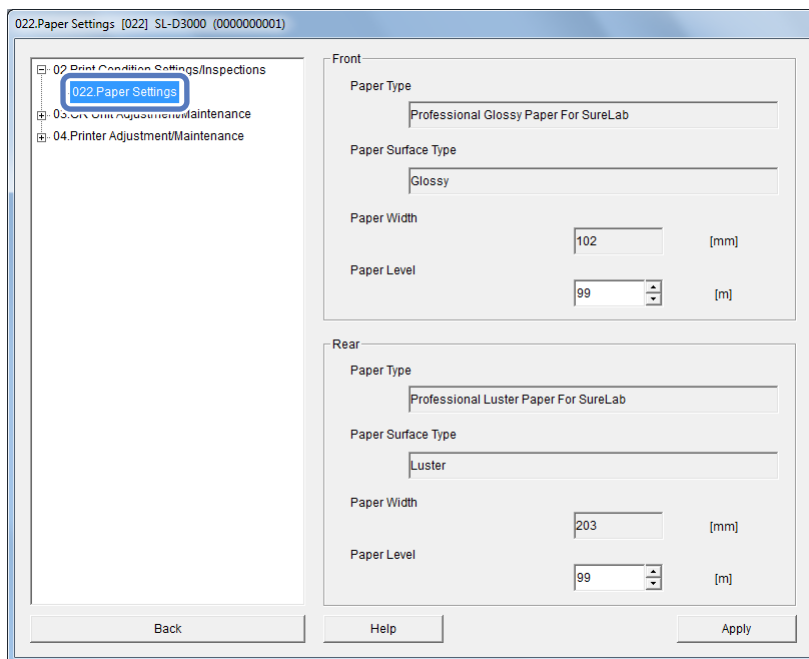 022.Paper Settings [022] SL-D3000 (0000000001)
02.Print Condition Settings/Inspections
022.Paper Settings
03.CR Unit Adjustment/Maintenance
04.Printer Adjustment/Maintenance
Front
Paper Type
Professional Glossy Paper For SureLab
Paper Surface Type
Glossy
Paper Width
102 [mm]
Paper Level
99 [m]
Rear
Paper Type
Professional Luster Paper For SureLab
Paper Surface Type
Luster
Paper Width
203 [mm]
Paper Level
99 [m]
Back Help Apply